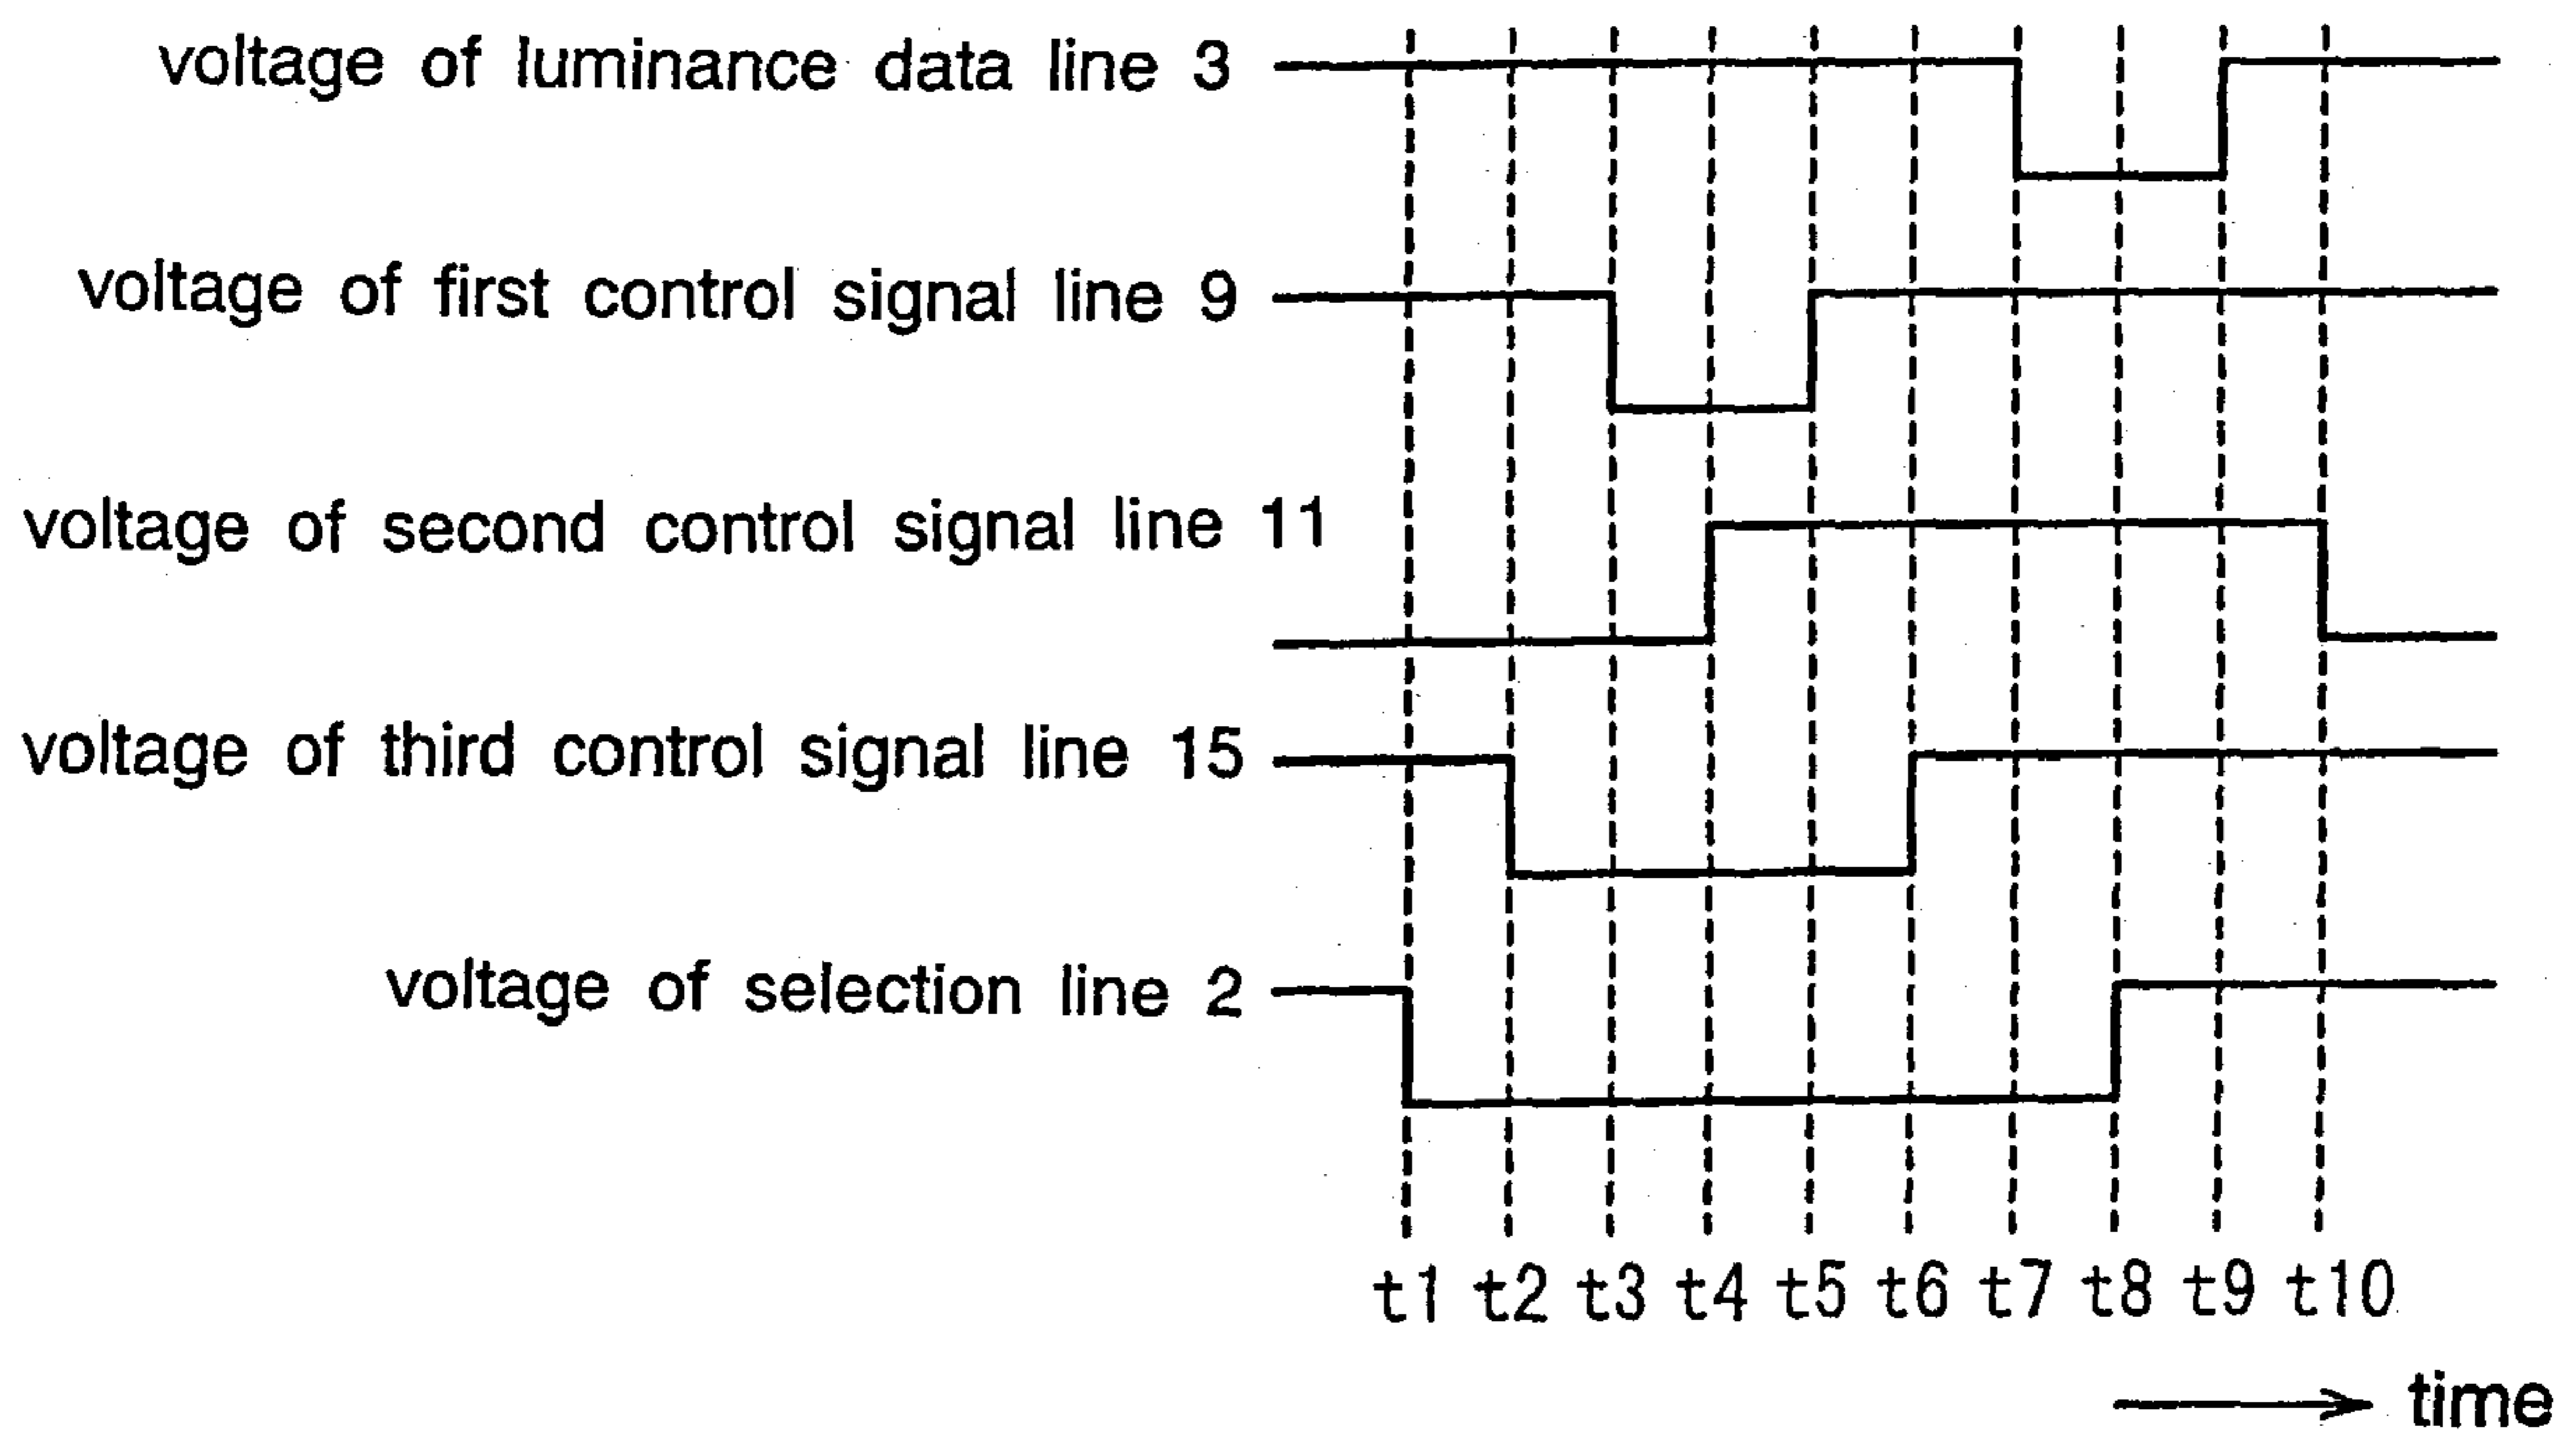 voltage of luminance data line 3
voltage of first control signal line 9
voltage of second control signal line 11
voltage of third control signal line 15
voltage of selection line 2
t1 t2 t3 t4 t5 t6 t7 t8 t9 t10
time